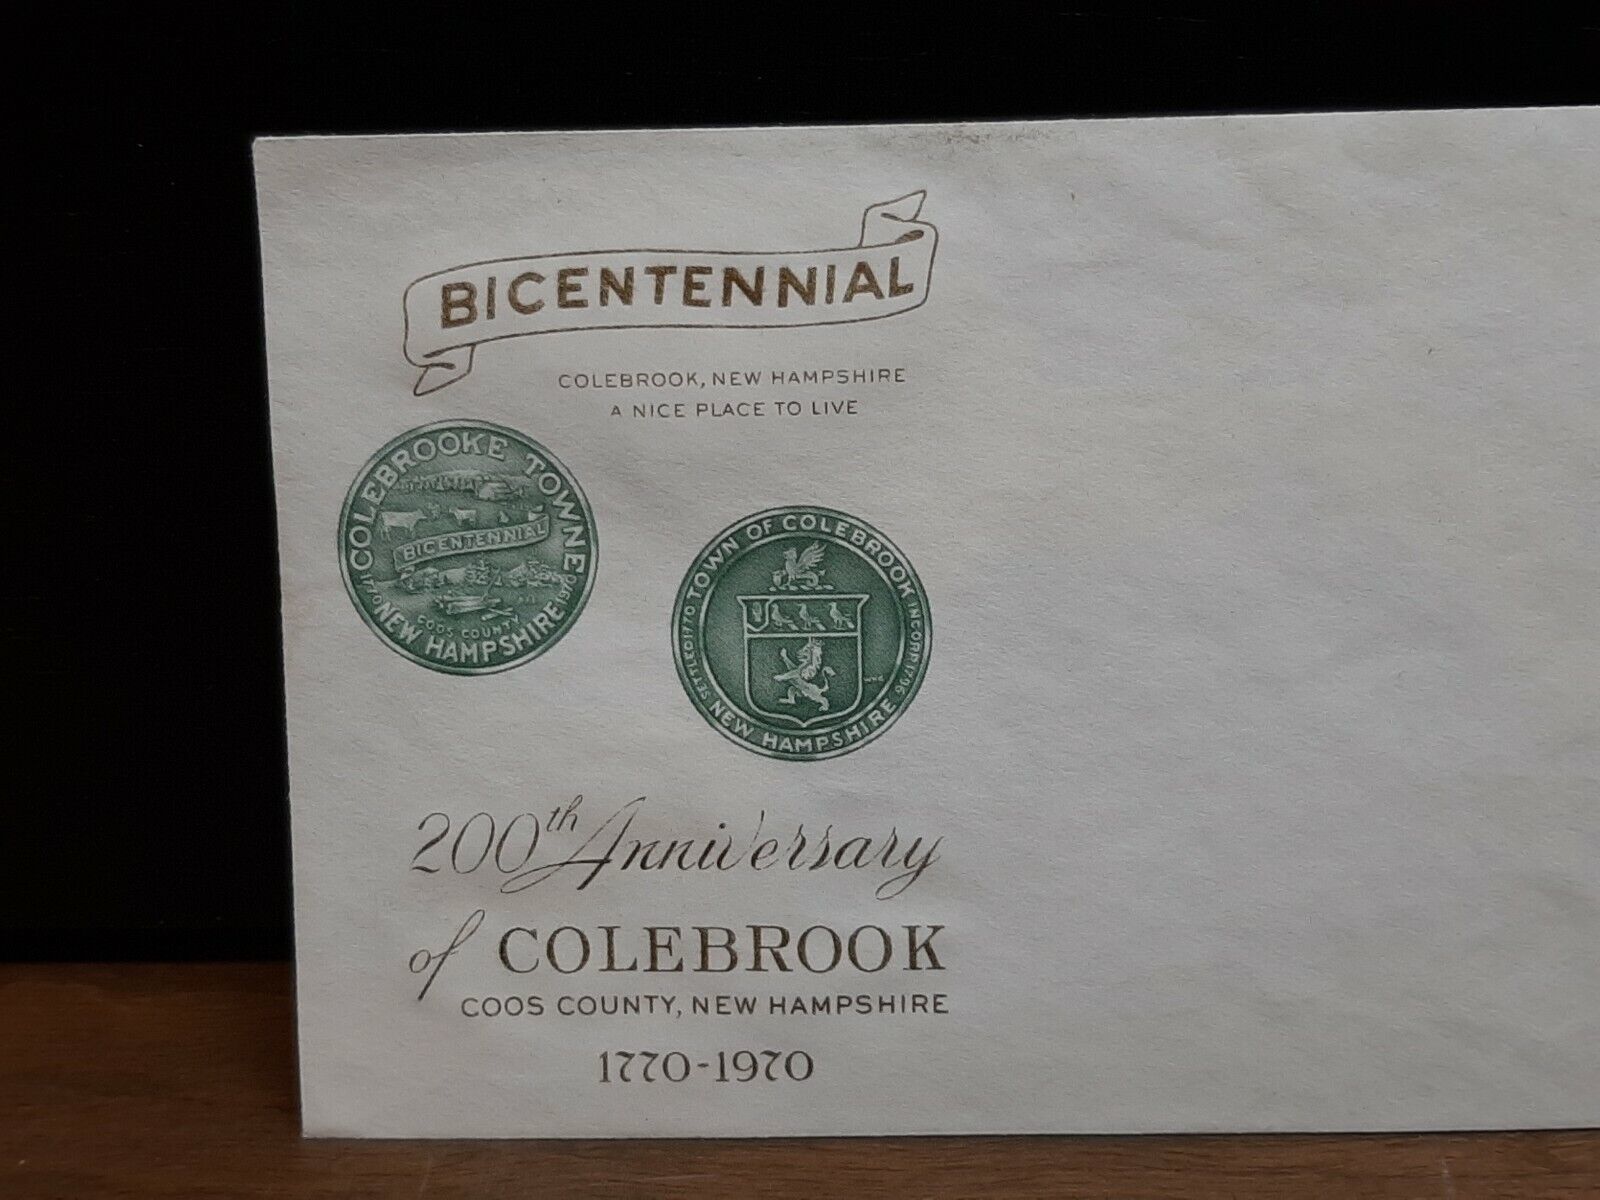 BICENTENNIAL
COLEBROOK, NEW HAMPSHIRE
A NICE PLACE TO LIVE
COLEBROOKE TOWNE
BICENTENNIAL
1770 1970
COOS COUNTY
NEW HAMPSHIRE
TOWN OF COLEBROOK
SETTLED 1770 INCORP. 1796
NEW HAMPSHIRE
200th Anniversary
of COLEBROOK
COOS COUNTY, NEW HAMPSHIRE
1770-1970